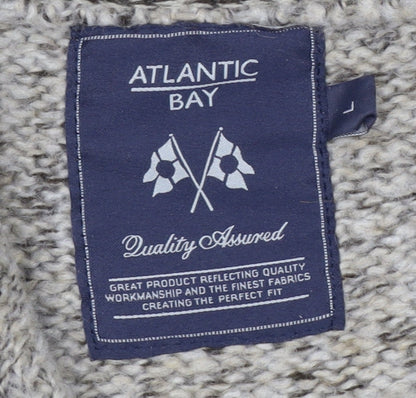 ATLANTIC
BAY
Quality Assured
GREAT PRODUCT REFLECTING QUALITY
WORKMANSHIP AND THE FINEST FABRICS
CREATING THE PERFECT FIT
L